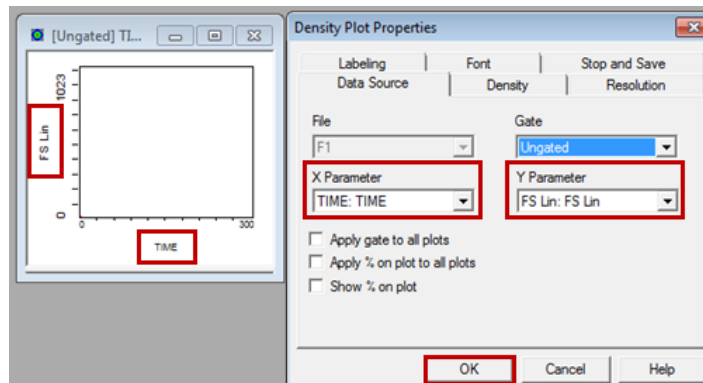 [Ungated] TI...
1023
FS Lin
0
0 300
TIME
Density Plot Properties
Labeling Font Stop and Save
Data Source Density Resolution
File Gate
F1 Ungated
X Parameter Y Parameter
TIME: TIME FS Lin: FS Lin
Apply gate to all plots
Apply % on plot to all plots
Show % on plot
OK Cancel Help